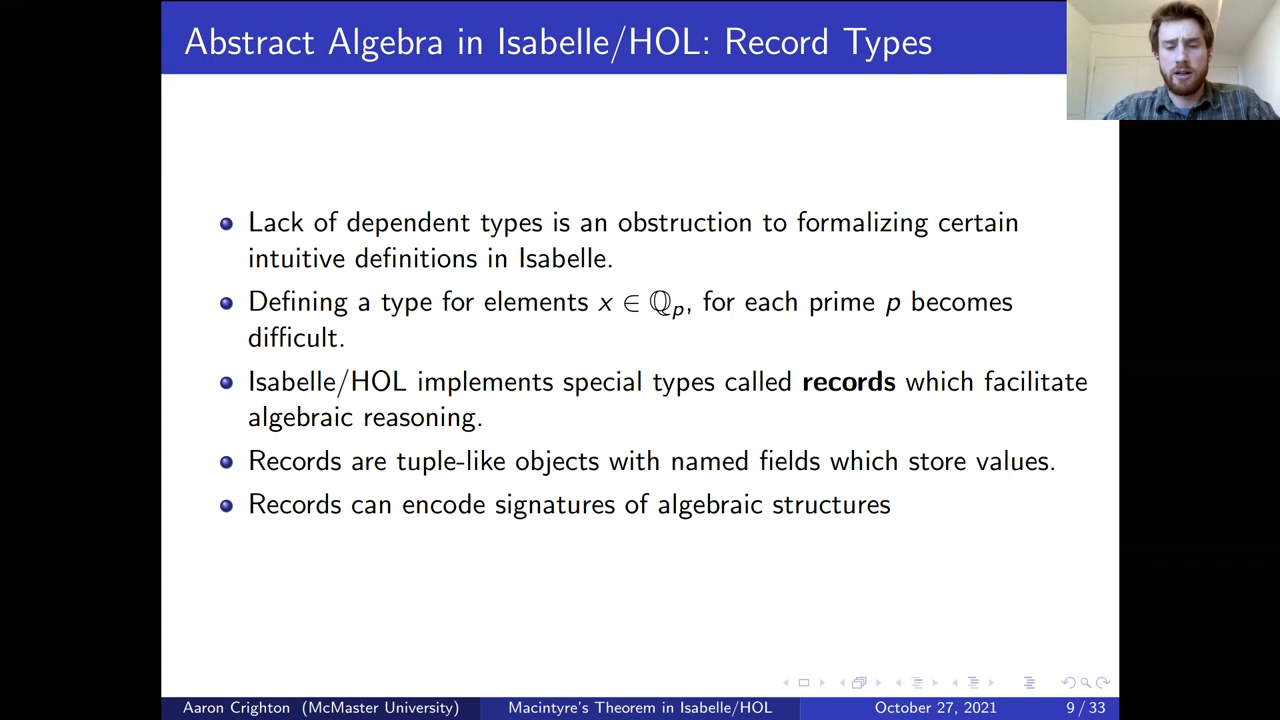 Abstract Algebra in Isabelle/HOL: Record Types
Lack of dependent types is an obstruction to formalizing certain
intuitive definitions in Isabelle.
Defining a type for elements x ∈ ℚₚ, for each prime p becomes
difficult.
Isabelle/HOL implements special types called records which facilitate
algebraic reasoning.
Records are tuple-like objects with named fields which store values.
Records can encode signatures of algebraic structures
Aaron Crighton (McMaster University) Macintyre's Theorem in Isabelle/HOL October 27, 2021 9 / 33